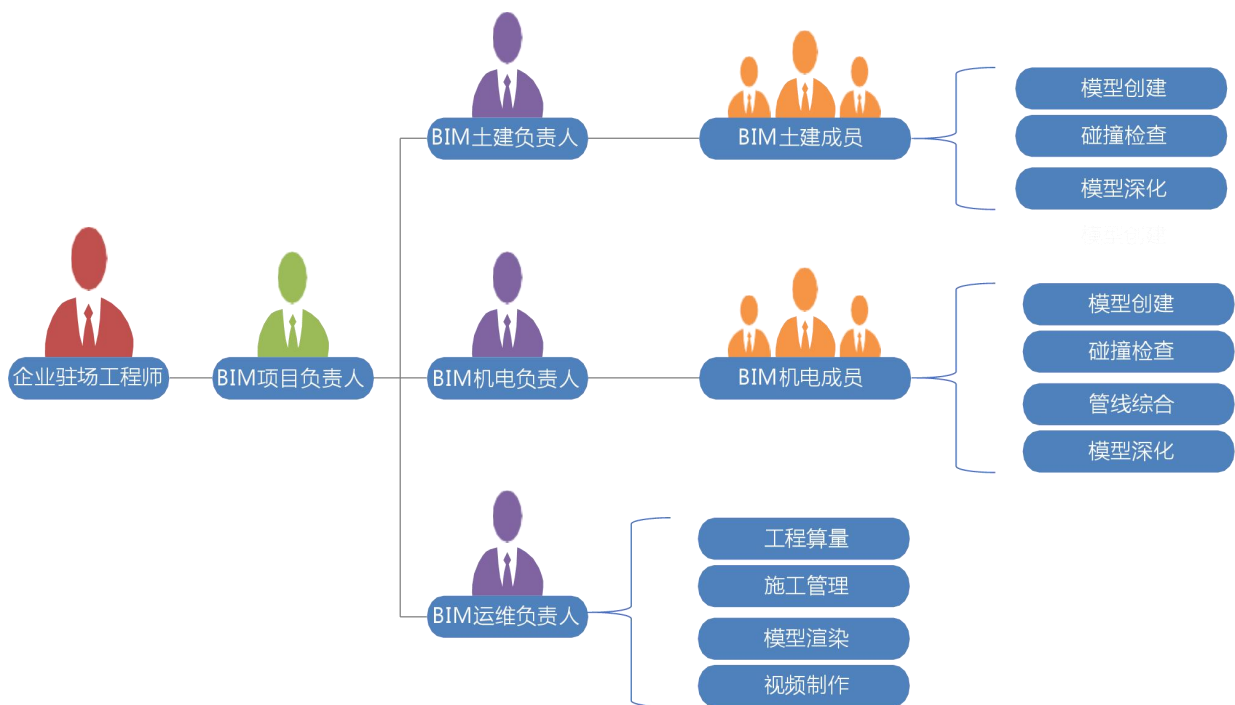 企业驻场工程师
BIM项目负责人
BIM土建负责人
BIM土建成员
模型创建
碰撞检查
模型深化
BIM机电负责人
BIM机电成员
模型创建
碰撞检查
管线综合
模型深化
BIM运维负责人
工程算量
施工管理
模型渲染
视频制作